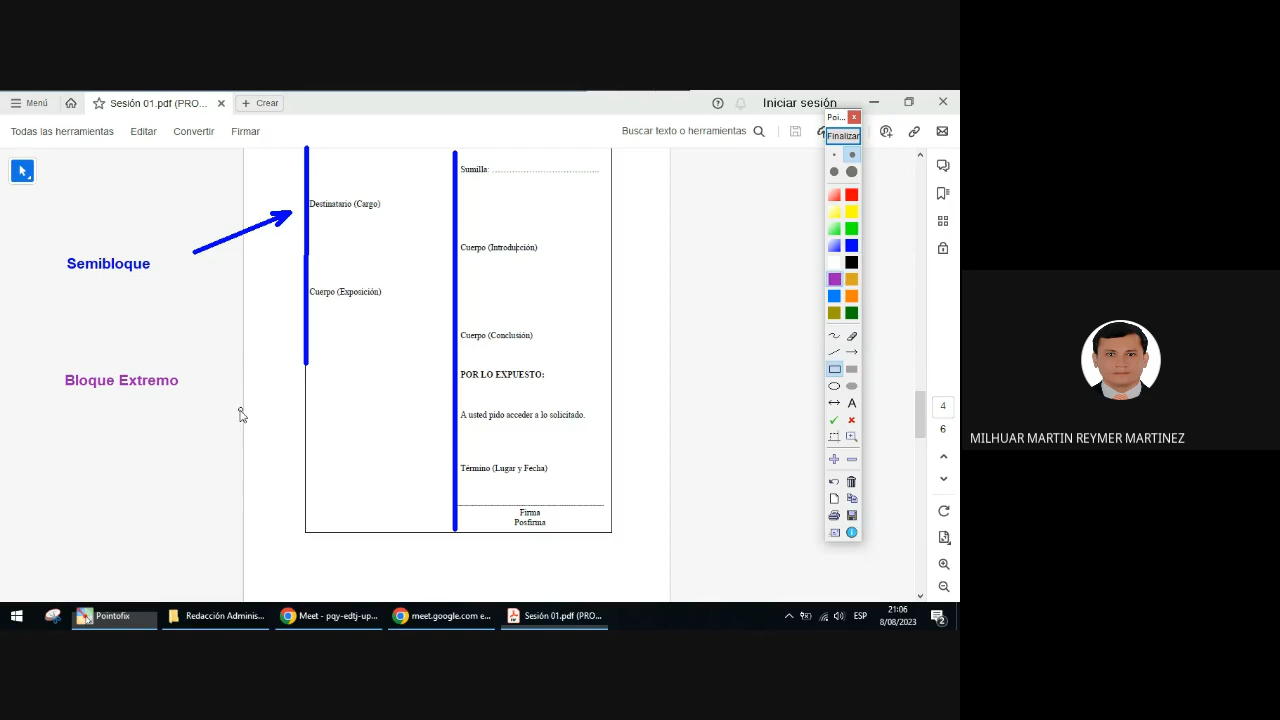 Menú
Sesión 01.pdf (PRO...
Crear
Iniciar sesión
Todas las herramientas
Editar
Convertir
Firmar
Buscar texto o herramientas
Poi...
Finalizar
Sumilla: ................................................
Destinatario (Cargo)
Cuerpo (Introducción)
Semibloque
Cuerpo (Exposición)
Cuerpo (Conclusión)
POR LO EXPUESTO:
Bloque Extremo
A usted pido acceder a lo solicitado.
Término (Lugar y Fecha)
Firma
Posfirma
A
4
6
MILHUAR MARTIN REYMER MARTINEZ
Pointofix
Redacción Adminis...
Meet - pqy-edtj-up...
meet.google.com e...
Sesión 01.pdf (PRO...
ESP
21:06
8/08/2023
2